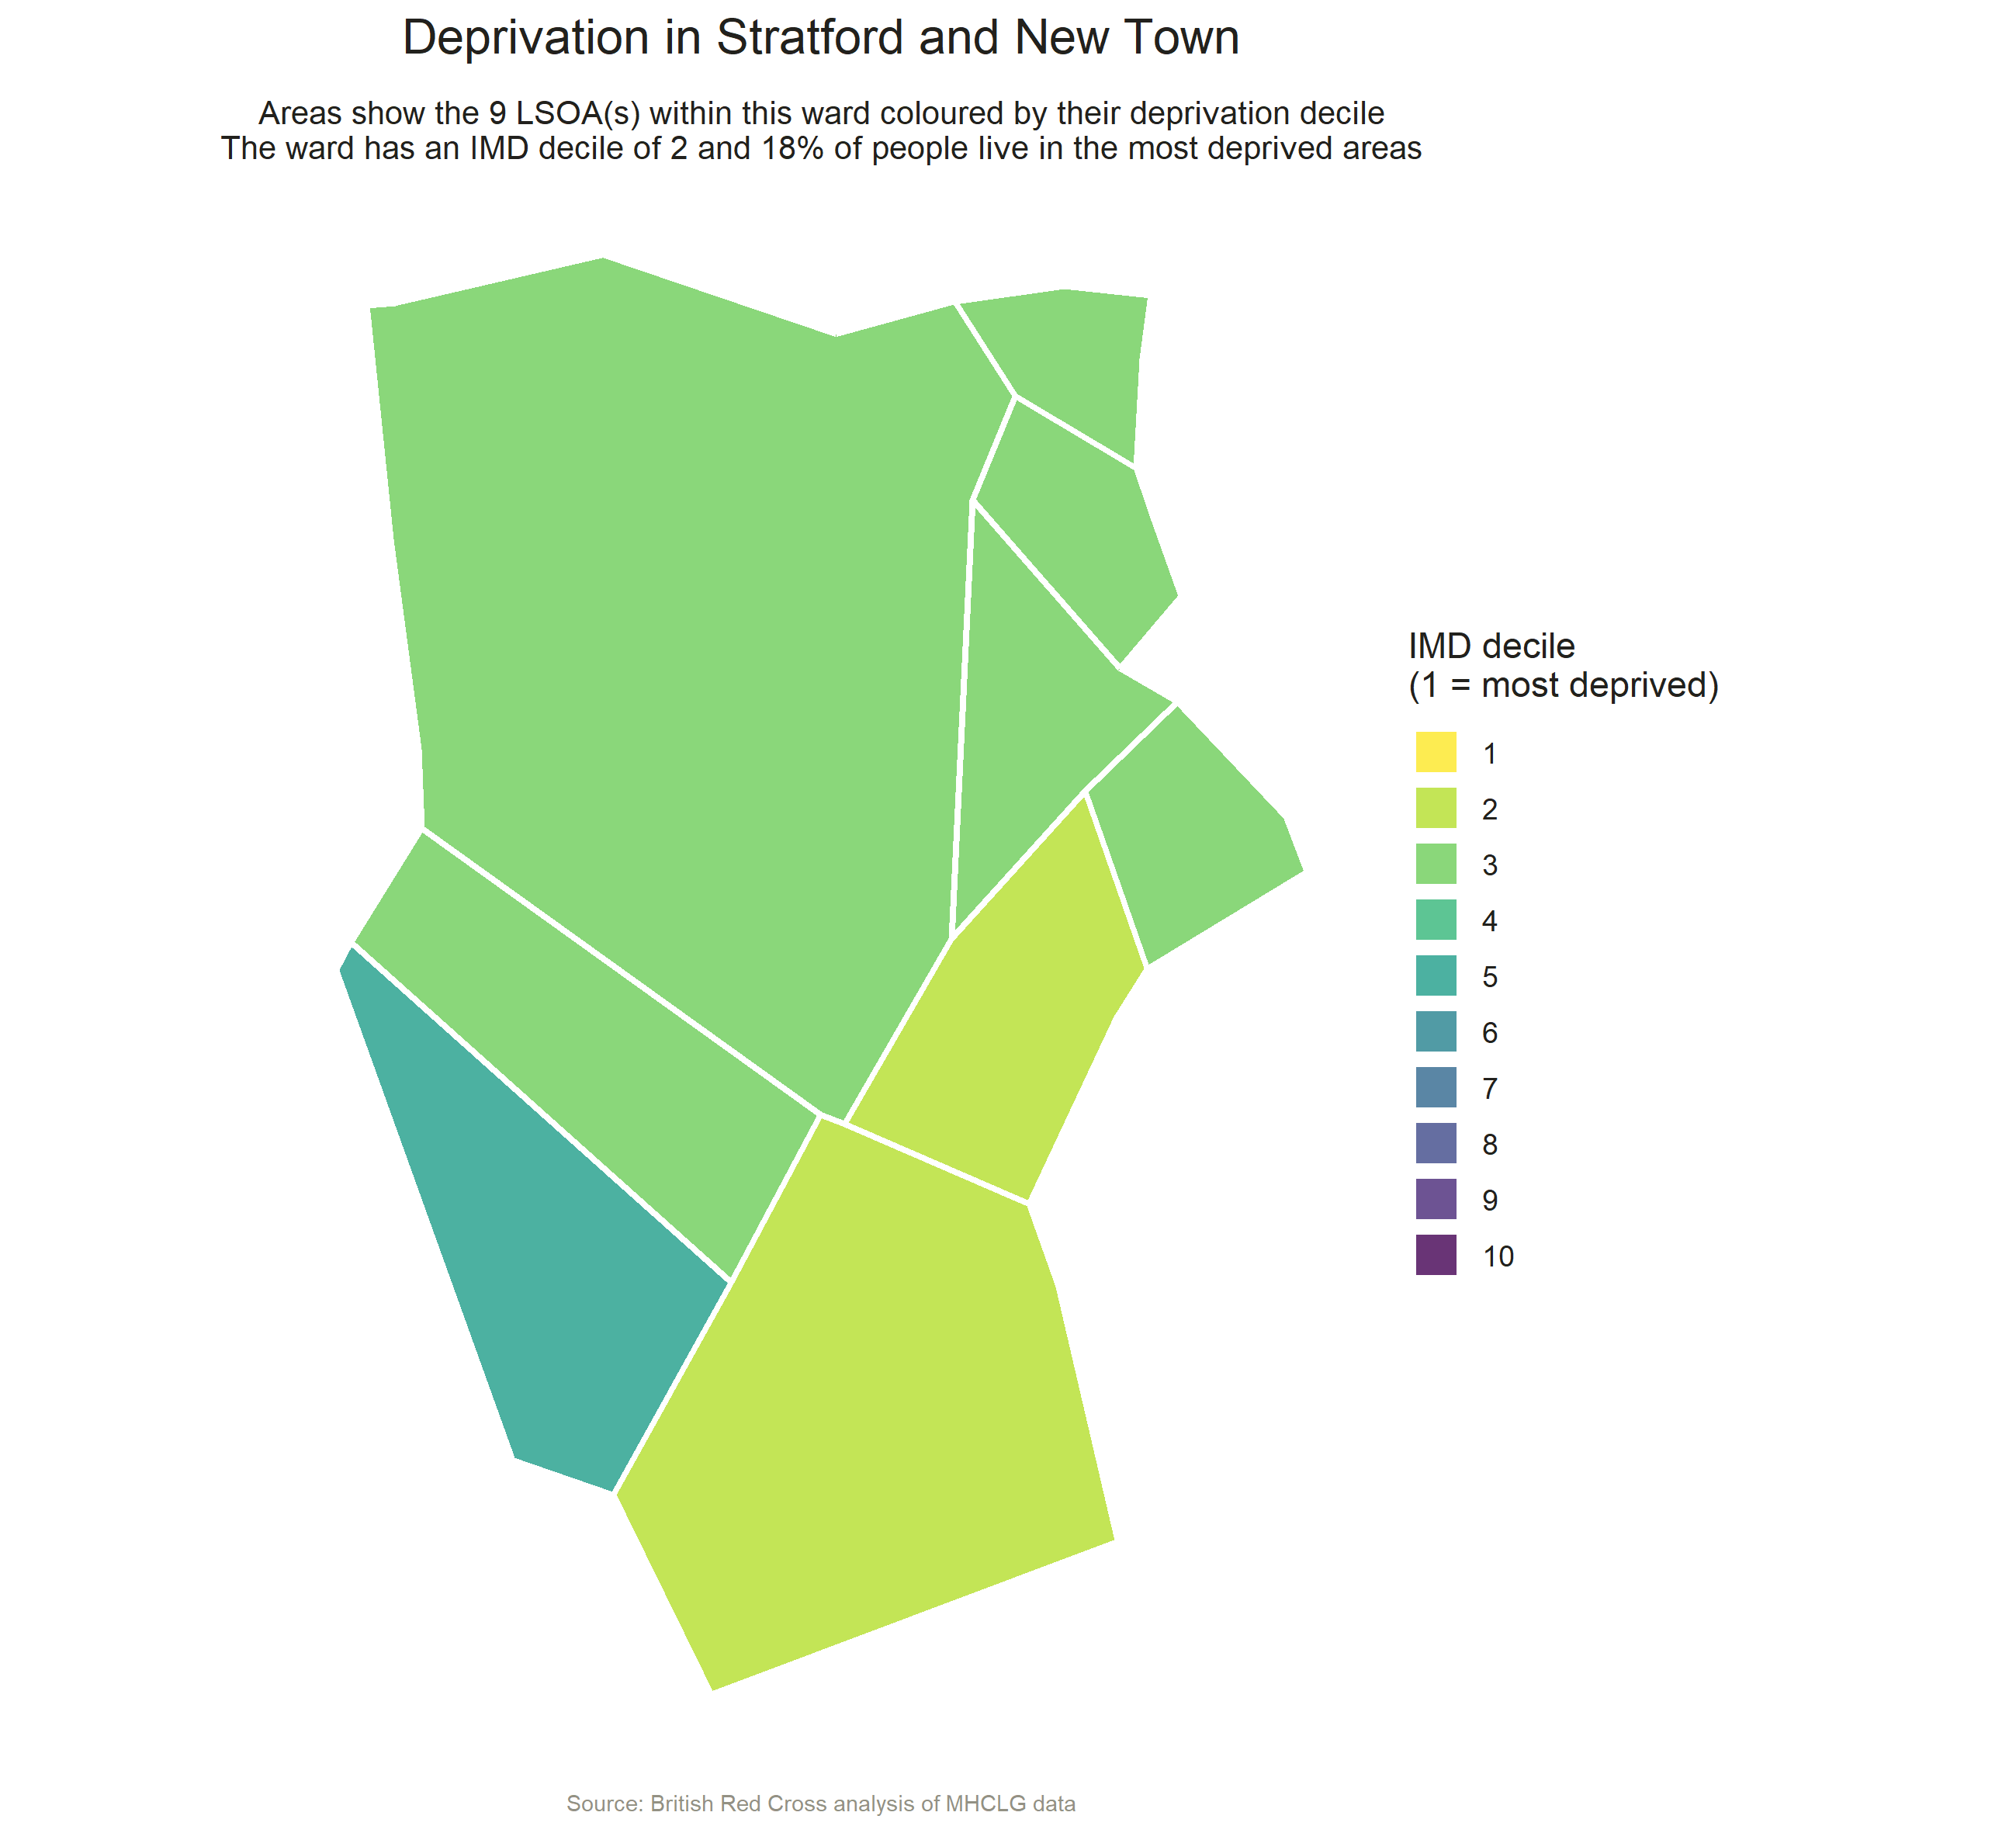 Deprivation in Stratford and New Town
Areas show the 9 LSOA(s) within this ward coloured by their deprivation decile
The ward has an IMD decile of 2 and 18% of people live in the most deprived areas
IMD decile
(1 = most deprived)
1
2
3
4
5
6
7
8
9
10
Source: British Red Cross analysis of MHCLG data